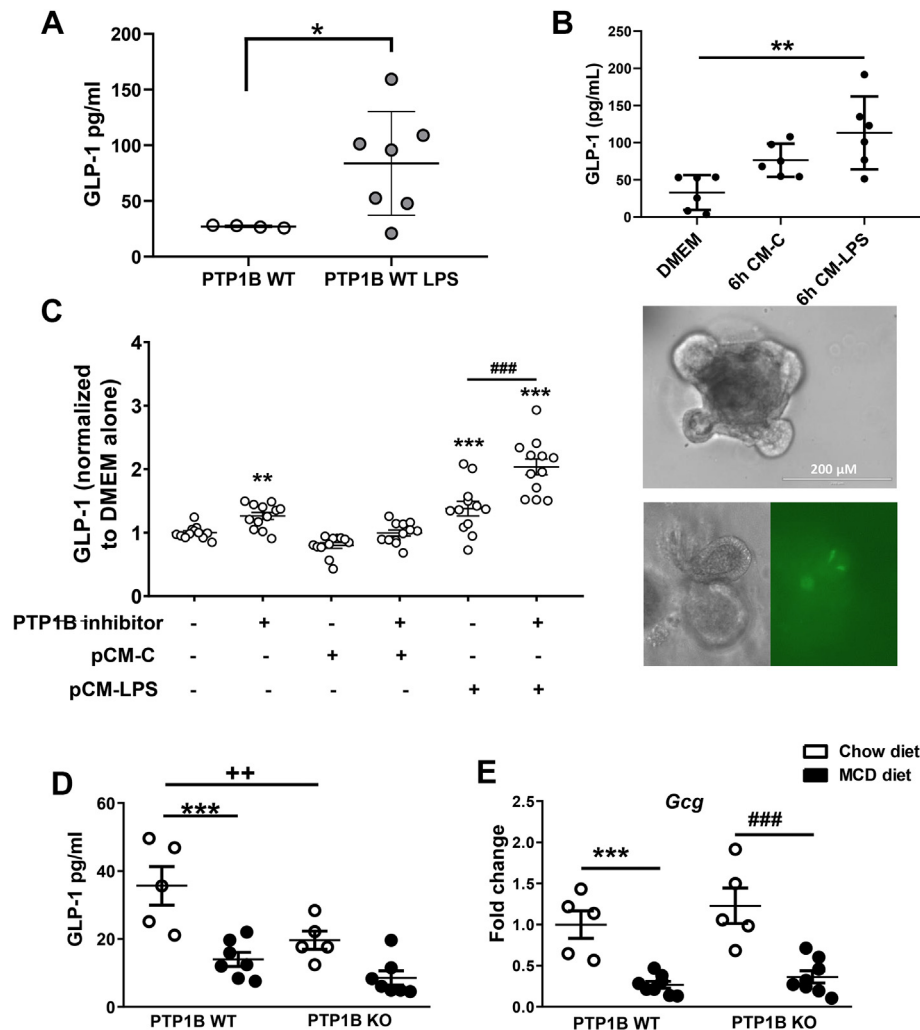 A
GLP-1 pg/ml
200
150
100
50
0
*
PTP1B WT
PTP1B WT LPS
B
GLP-1 (pg/mL)
250
200
150
100
50
0
**
DMEM
6h CM-C
6h CM-LPS
200 µM
C
GLP-1 (normalized
to DMEM alone)
4
3
2
1
0
**
***
###
***
PTP1B inhibitor - + - + - +
pCM-C - - + + - -
pCM-LPS - - - - + +
D
GLP-1 pg/ml
60
40
20
0
++
***
PTP1B WT
PTP1B KO
E
Chow diet
MCD diet
Gcg
Fold change
2.5
2.0
1.5
1.0
0.5
0.0
***
###
PTP1B WT
PTP1B KO